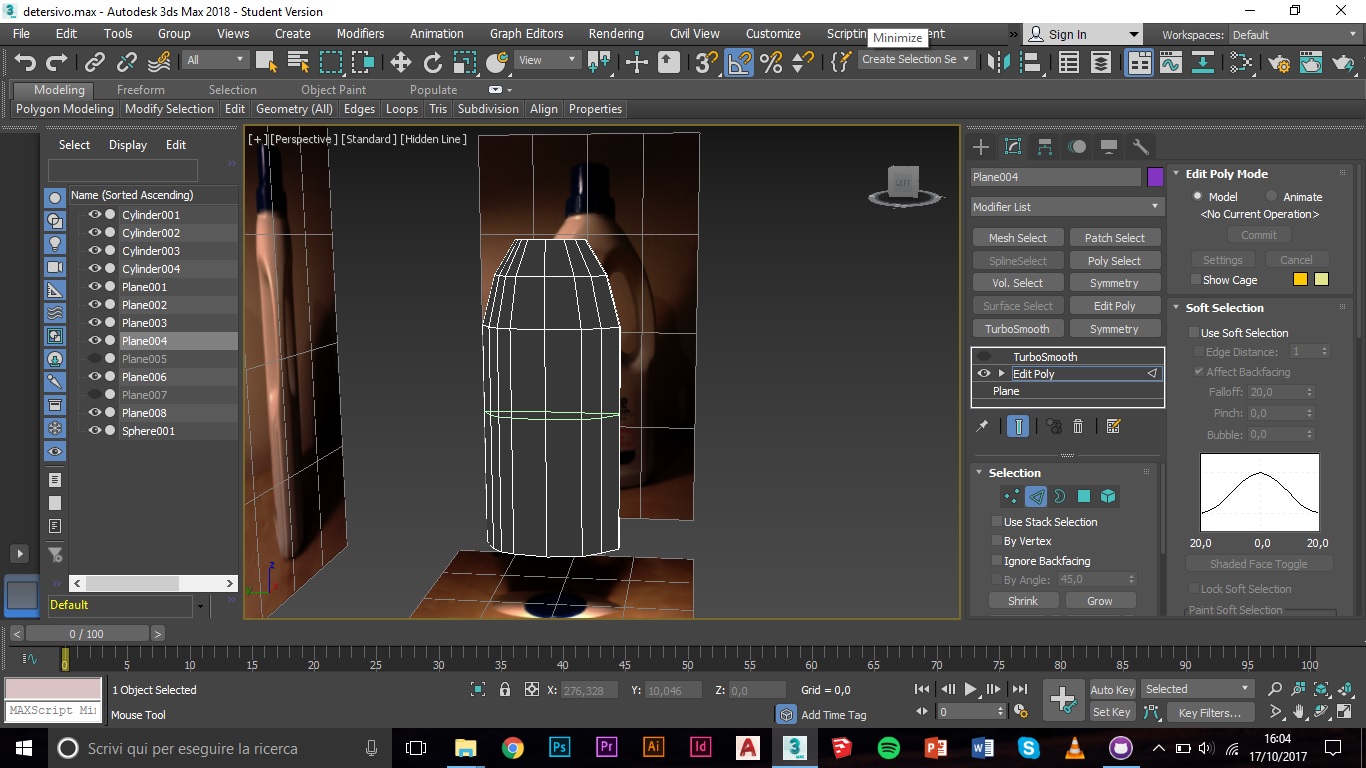 detersivo.max - Autodesk 3ds Max 2018 - Student Version
File Edit Tools Group Views Create Modifiers Animation Graph Editors Rendering Civil View Customize Scriptin Minimize ent » Sign In Workspaces: Default
All View Create Selection Se
Modeling Freeform Selection Object Paint Populate
Polygon Modeling Modify Selection Edit Geometry (All) Edges Loops Tris Subdivision Align Properties
Select Display Edit
Name (Sorted Ascending)
Cylinder001
Cylinder002
Cylinder003
Cylinder004
Plane001
Plane002
Plane003
Plane004
Plane005
Plane006
Plane007
Plane008
Sphere001
Default
[+] [Perspective] [Standard] [Hidden Line]
LEFT
z
Plane004
Modifier List
Mesh Select Patch Select
SplineSelect Poly Select
Vol. Select Symmetry
Surface Select Edit Poly
TurboSmooth Symmetry
TurboSmooth
Edit Poly
Plane
Selection
Use Stack Selection
By Vertex
Ignore Backfacing
By Angle: 45,0
Shrink Grow
Edit Poly Mode
Model Animate
<No Current Operation>
Commit
Settings Cancel
Show Cage
Soft Selection
Use Soft Selection
Edge Distance: 1
Affect Backfacing
Falloff: 20,0
Pinch: 0,0
Bubble: 0,0
20,0 0,0 20,0
Shaded Face Toggle
Lock Soft Selection
Paint Soft Selection
< 0 / 100 >
0 5 10 15 20 25 30 35 40 45 50 55 60 65 70 75 80 85 90 95 100
1 Object Selected X: 276,328 Y: 10,046 Z: 0,0 Grid = 0,0 Auto Key Selected
MAXScript Mi
Mouse Tool Add Time Tag 0 Set Key Key Filters...
Scrivi qui per eseguire la ricerca
Ps Pr Ai Id A 3 P W S
16:04
17/10/2017